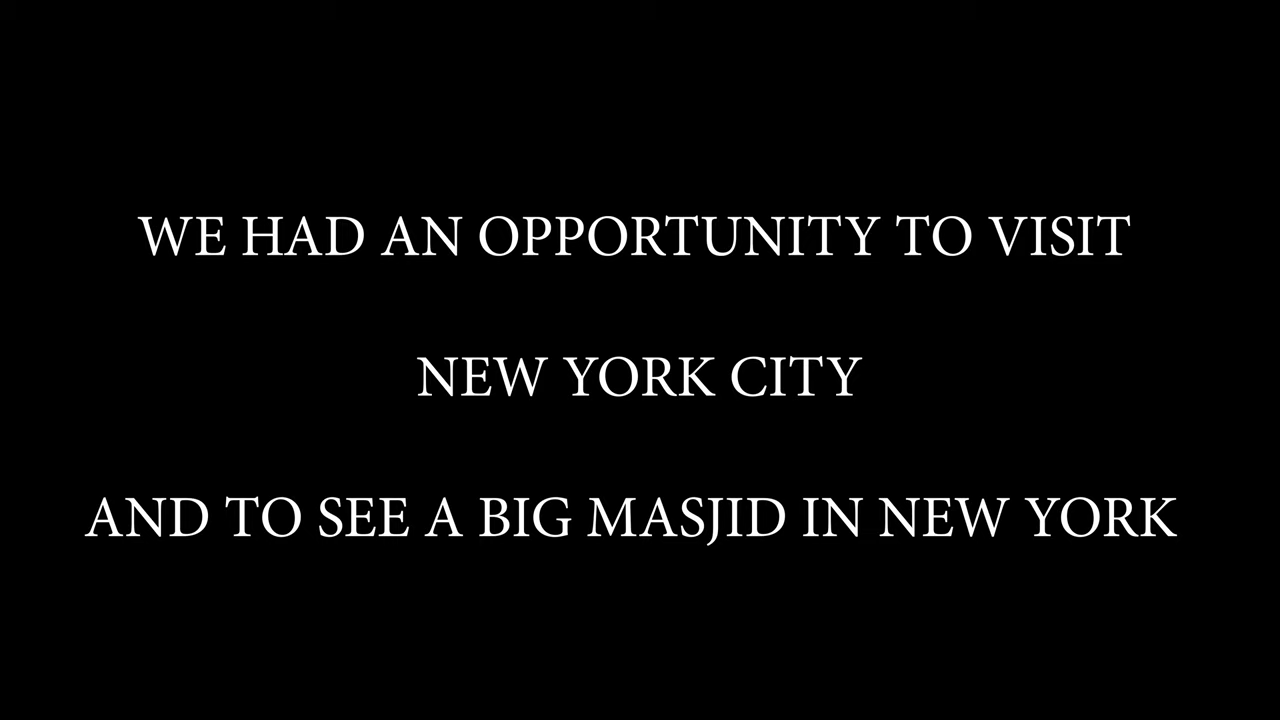 WE HAD AN OPPORTUNITY TO VISIT
NEW YORK CITY
AND TO SEE A BIG MASJID IN NEW YORK